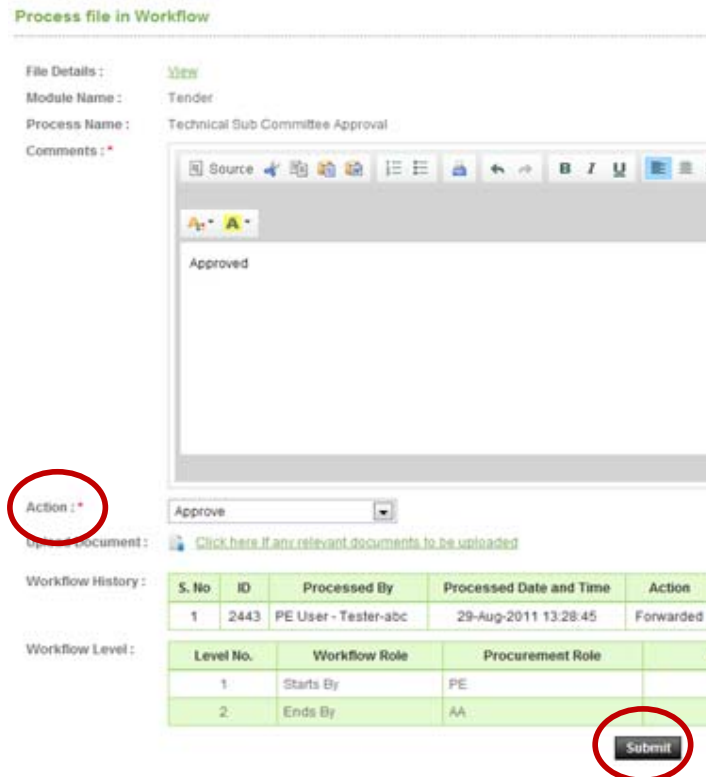 Process file in Workflow
File Details : View
Module Name : Tender
Process Name : Technical Sub Committee Approval
Comments : *
Source B I U
A A
Approved
Action : * Approve
Upload Document : Click here If any relevant documents to be uploaded
Workflow History :
S. No ID Processed By Processed Date and Time Action
1 2443 PE User - Tester-abc 29-Aug-2011 13:28:45 Forwarded
Workflow Level :
Level No. Workflow Role Procurement Role
1 Starts By PE
2 Ends By AA
Submit